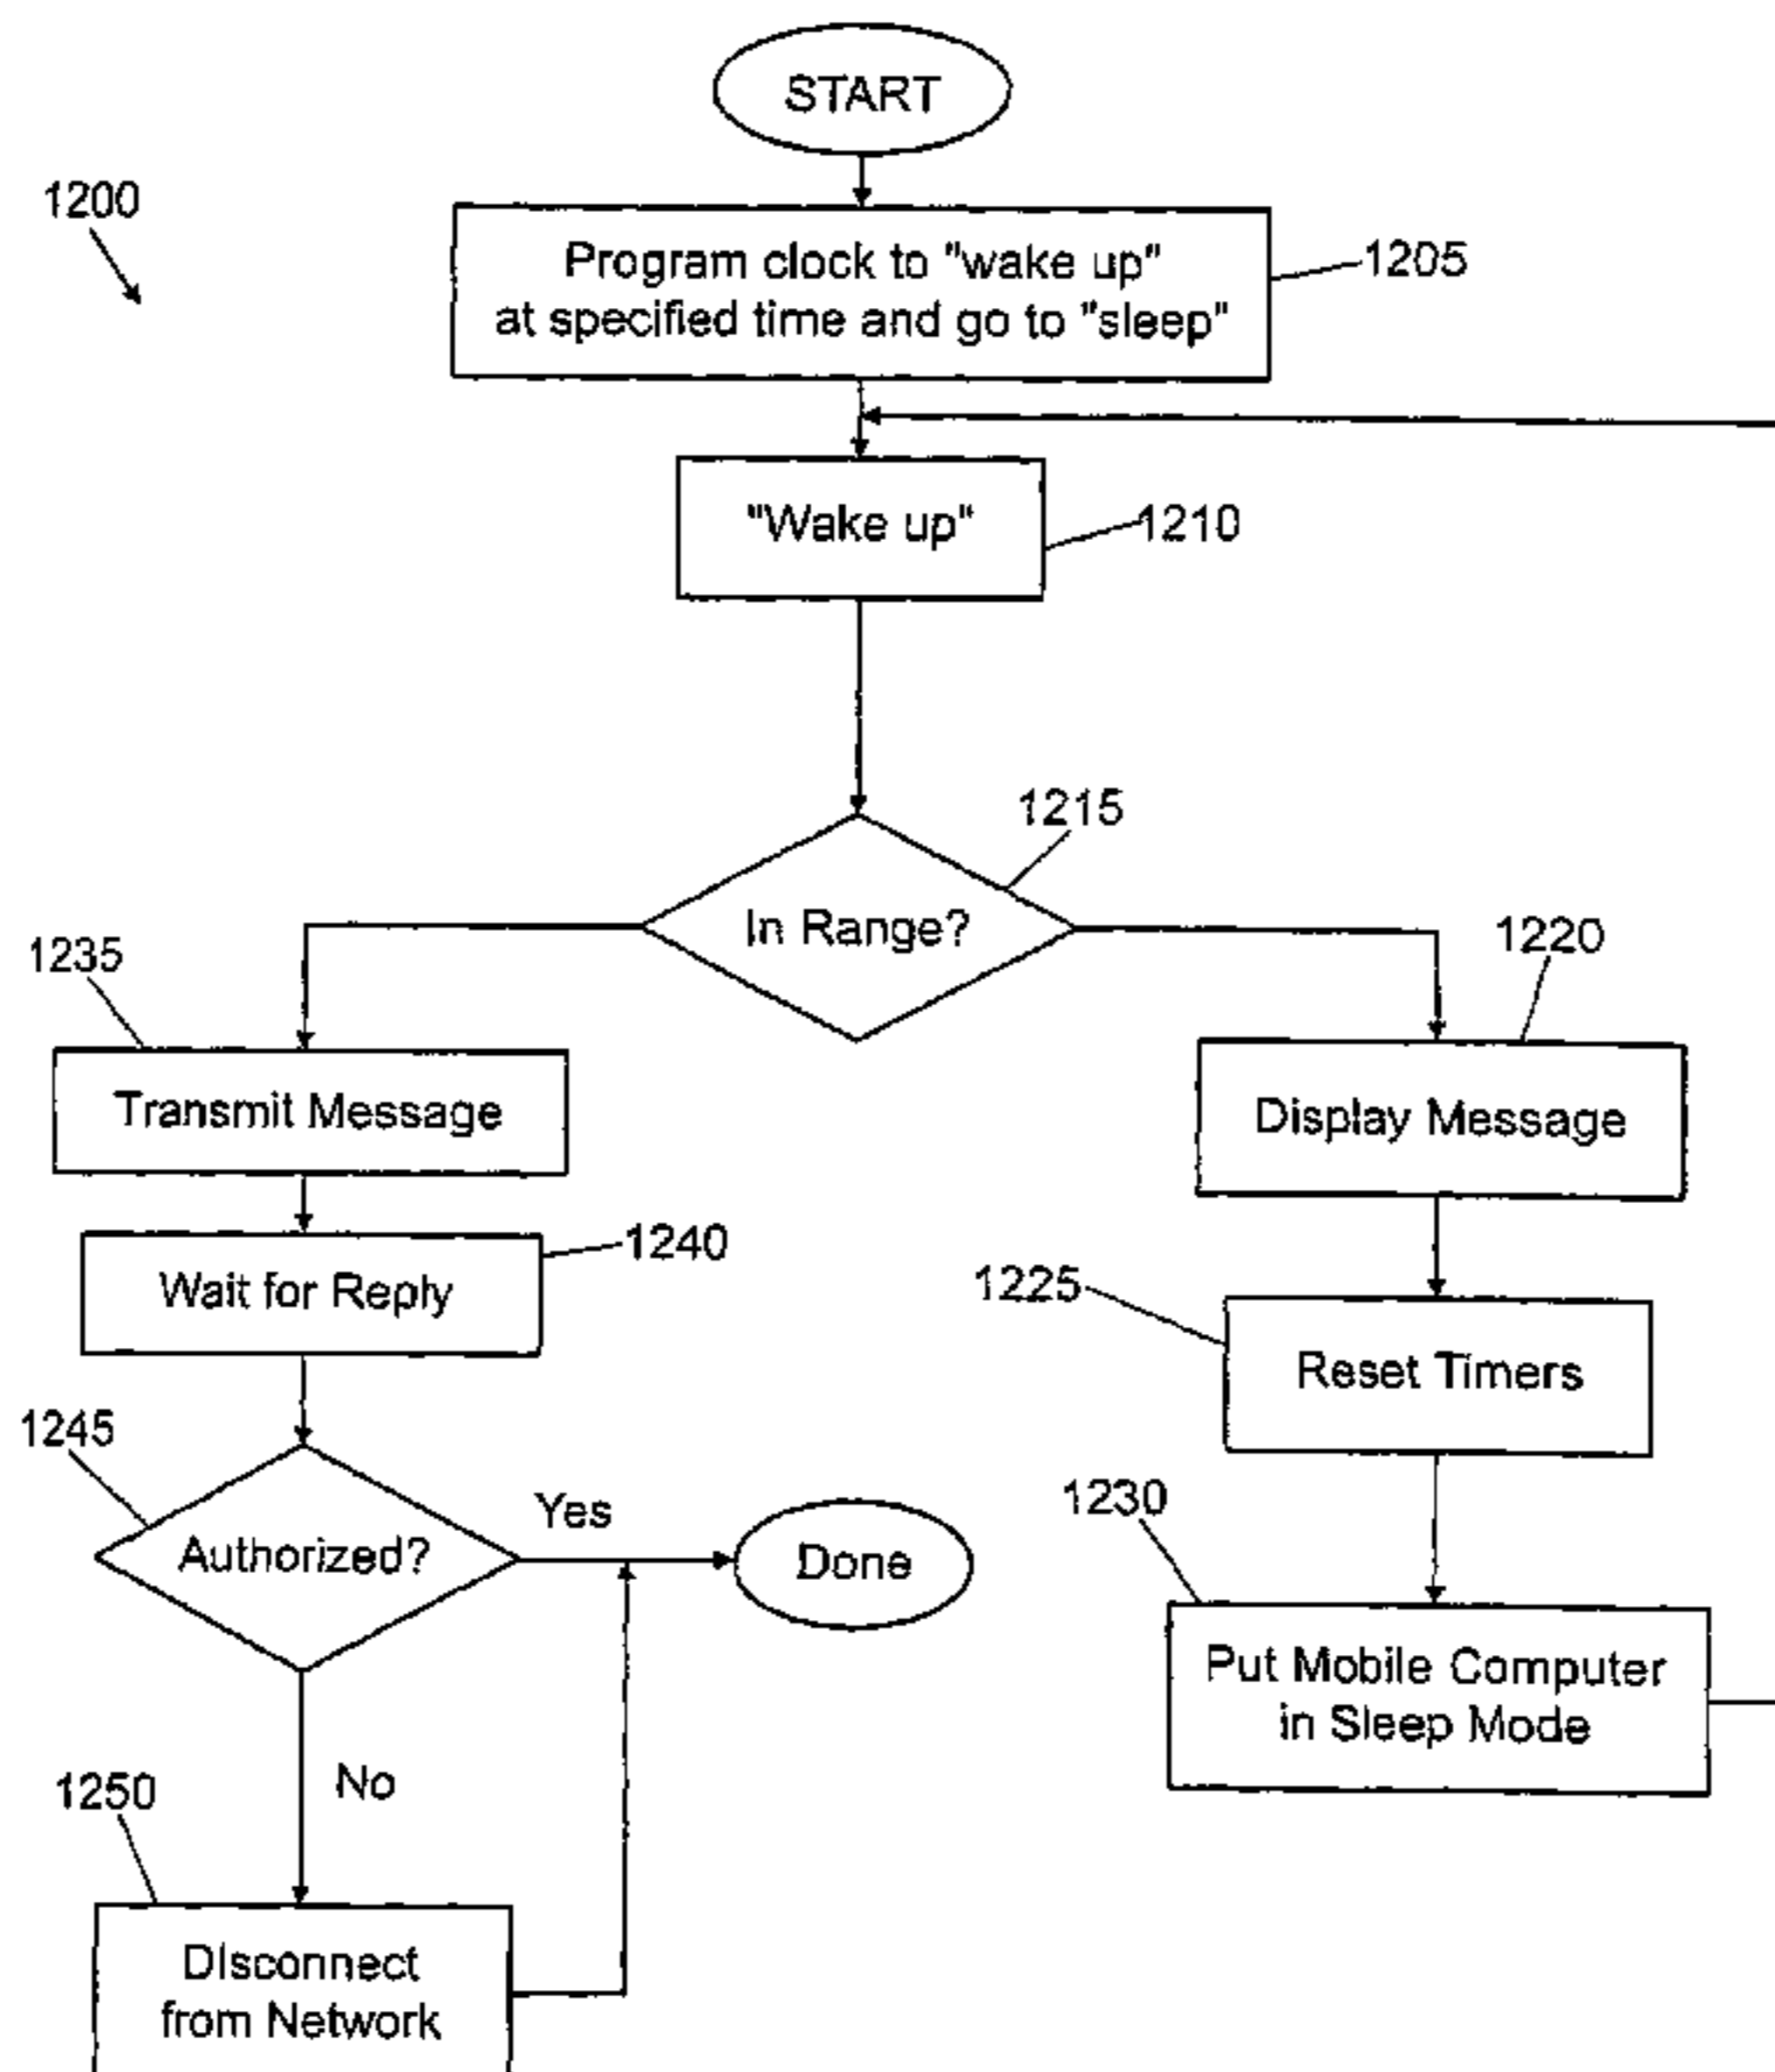 START
1200
Program clock to "wake up"
at specified time and go to "sleep"
1205
"Wake up"
1210
1215
In Range?
1235
1220
Transmit Message
Display Message
1240
Wait for Reply
1225
Reset Timers
1245
Yes
Authorized?
Done
1230
Put Mobile Computer
in Sleep Mode
No
1250
DIsconnect
from Network